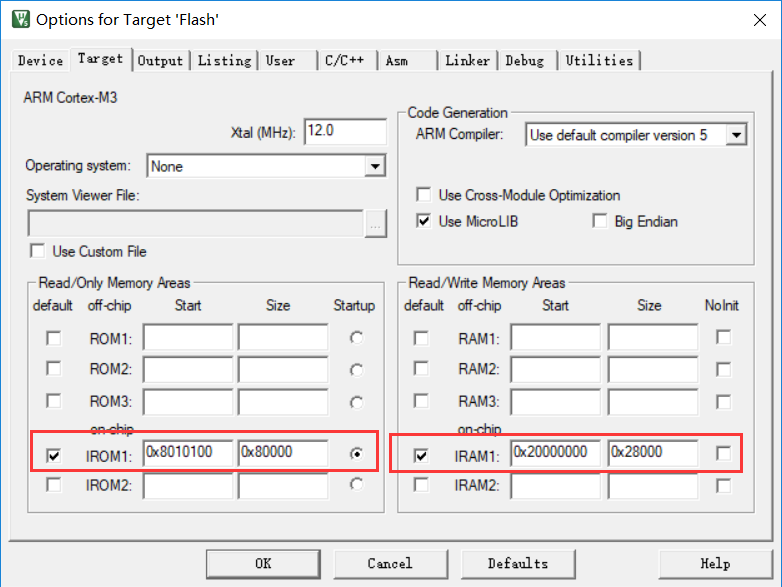 Options for Target 'Flash'
Device Target Output Listing User C/C++ Asm Linker Debug Utilities
ARM Cortex-M3
Xtal (MHz): 12.0
Operating system: None
System Viewer File:
...
Use Custom File
Code Generation
ARM Compiler: Use default compiler version 5
Use Cross-Module Optimization
Use MicroLIB Big Endian
Read/Only Memory Areas
default off-chip Start Size Startup
ROM1:
ROM2:
ROM3:
on-chip
IROM1: 0x8010100 0x80000
IROM2:
Read/Write Memory Areas
default off-chip Start Size NoInit
RAM1:
RAM2:
RAM3:
on-chip
IRAM1: 0x20000000 0x28000
IRAM2:
OK Cancel Defaults Help